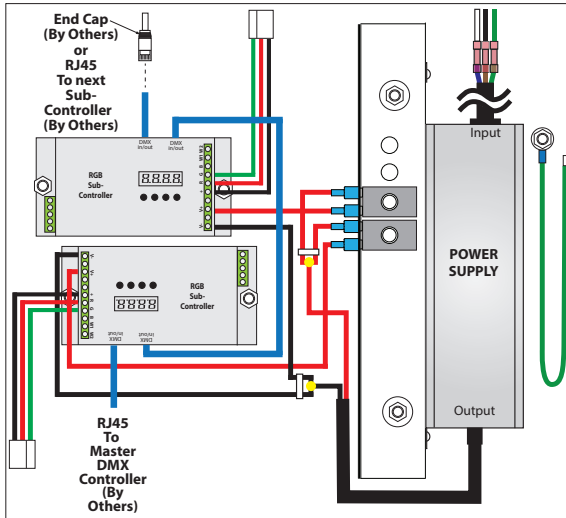 End Cap
(By Others)
or
RJ45
To next
Sub-
Controller
(By Others)
DMX
in/out
DMX
in/out
RGB
Sub-
Controller
8.8.8.8.
Input
POWER
SUPPLY
Output
RGB
Sub-
Controller
8.8.8.8.
DMX
in/out
DMX
in/out
RJ45
To
Master
DMX
Controller
(By
Others)